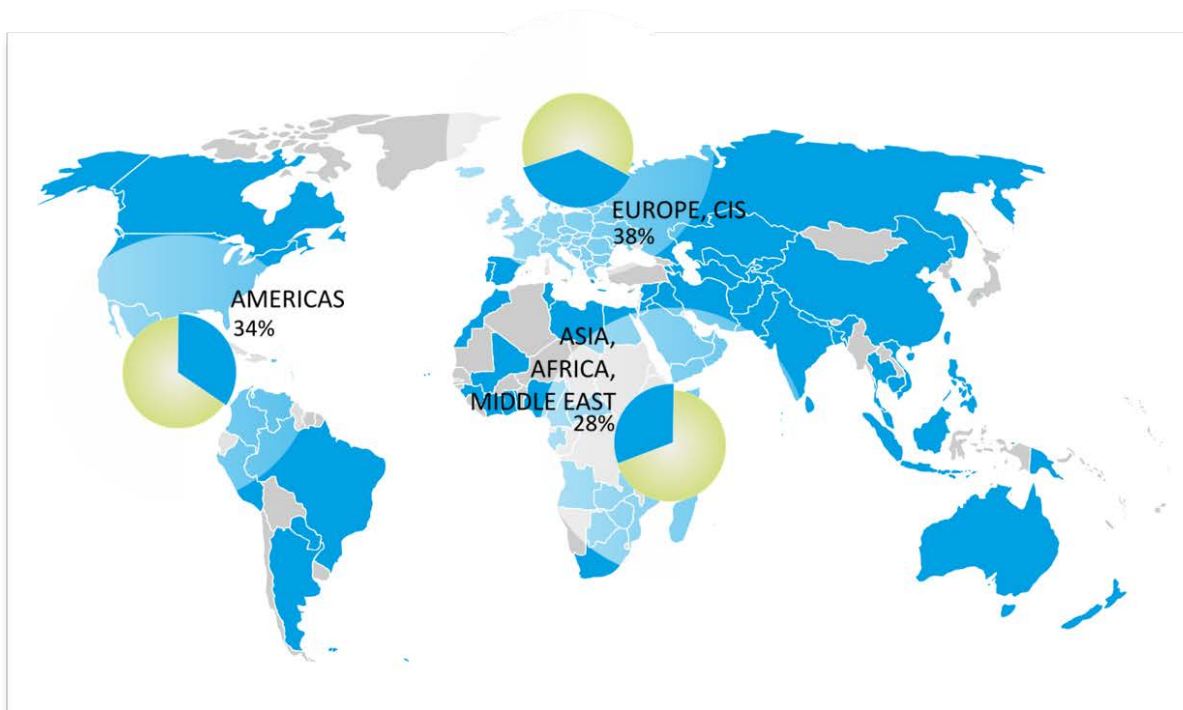 EUROPE, CIS
38%
AMERICAS
34%
ASIA,
AFRICA,
MIDDLE EAST
28%